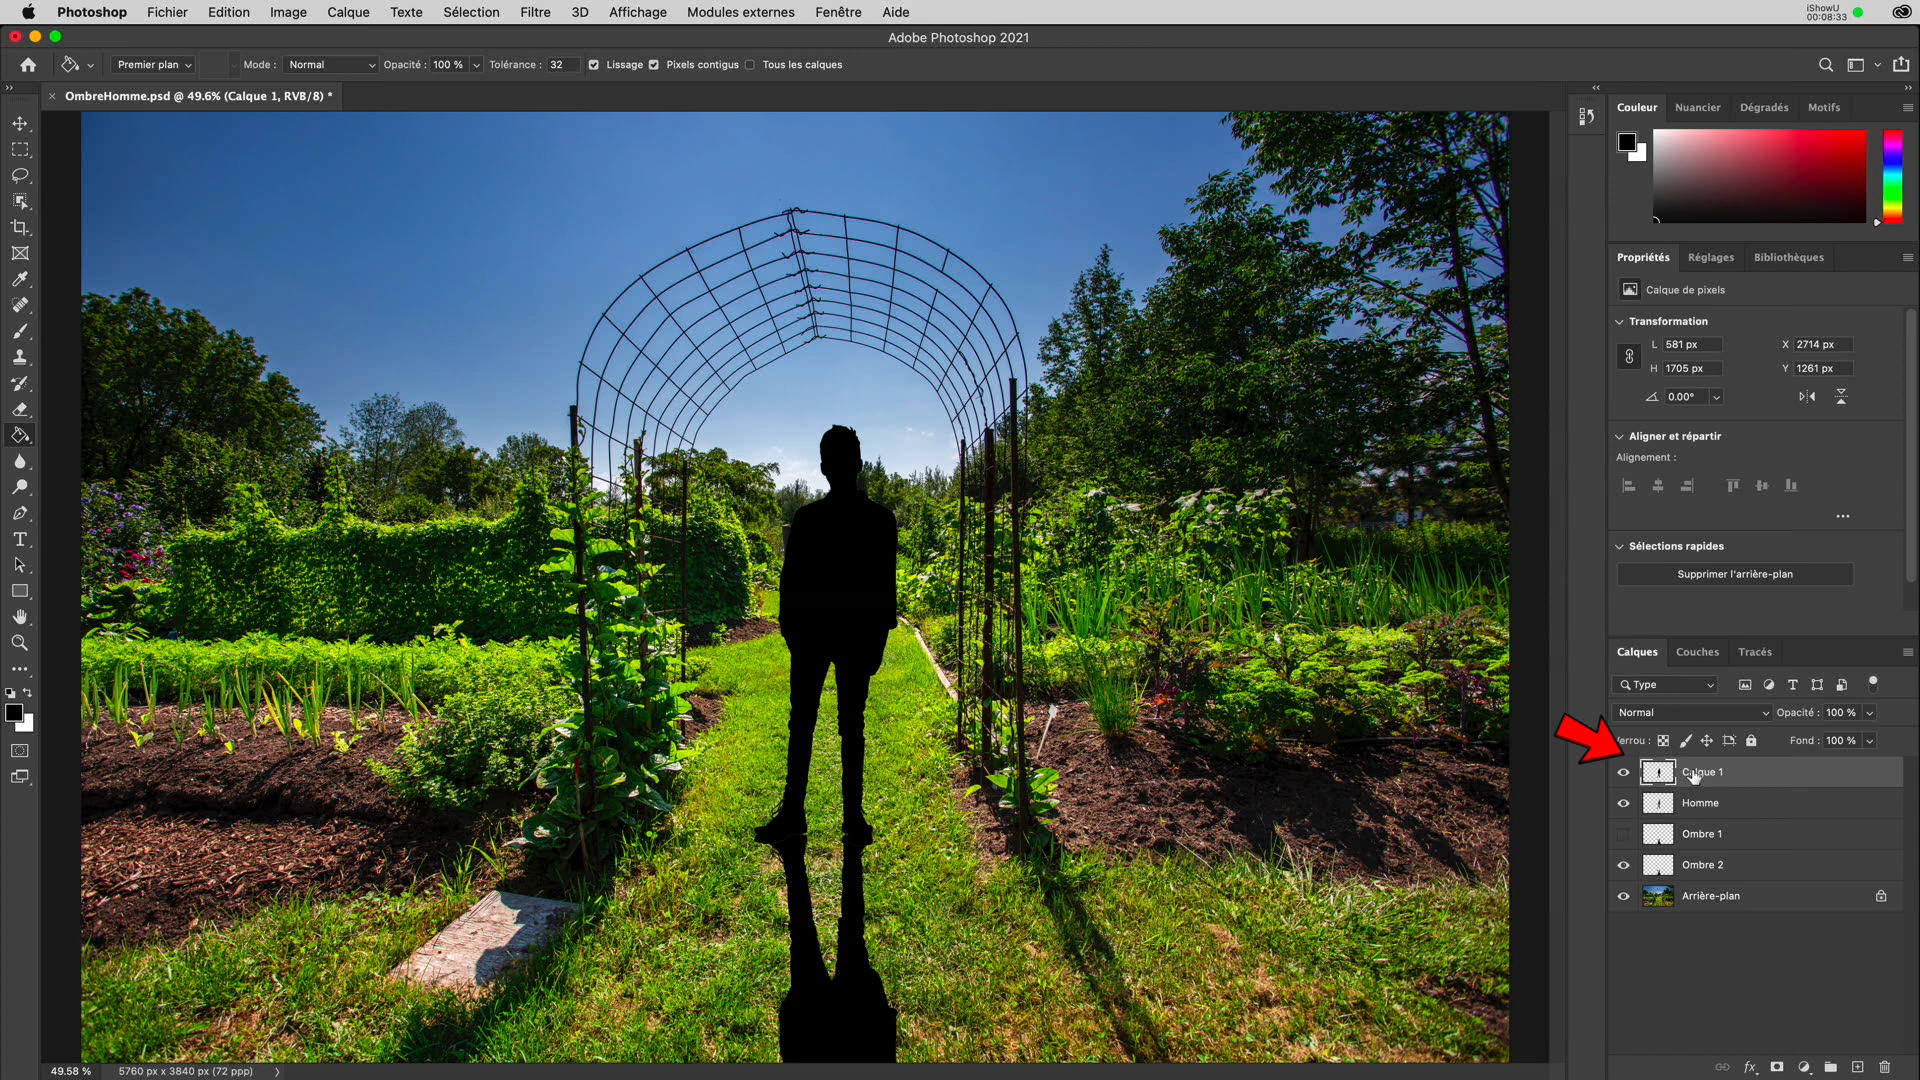 Photoshop Fichier Edition Image Calque Texte Sélection Filtre 3D Affichage Modules externes Fenêtre Aide
iShowU
00:08:33
Adobe Photoshop 2021
Premier plan Mode : Normal Opacité : 100 % Tolérance : 32 Lissage Pixels contigus Tous les calques
OmbreHomme.psd @ 49.6% (Calque 1, RVB/8) *
Couleur Nuancier Dégradés Motifs
Propriétés Réglages Bibliothèques
Calque de pixels
Transformation
L 581 px X 2714 px
H 1705 px Y 1261 px
0.00°
Aligner et répartir
Alignement :
Sélections rapides
Supprimer l'arrière-plan
Calques Couches Tracés
Type
Normal Opacité : 100 %
errou : Fond : 100 %
Calque 1
Homme
Ombre 1
Ombre 2
Arrière-plan
fx
49.58 % 5760 px x 3840 px (72 ppp)